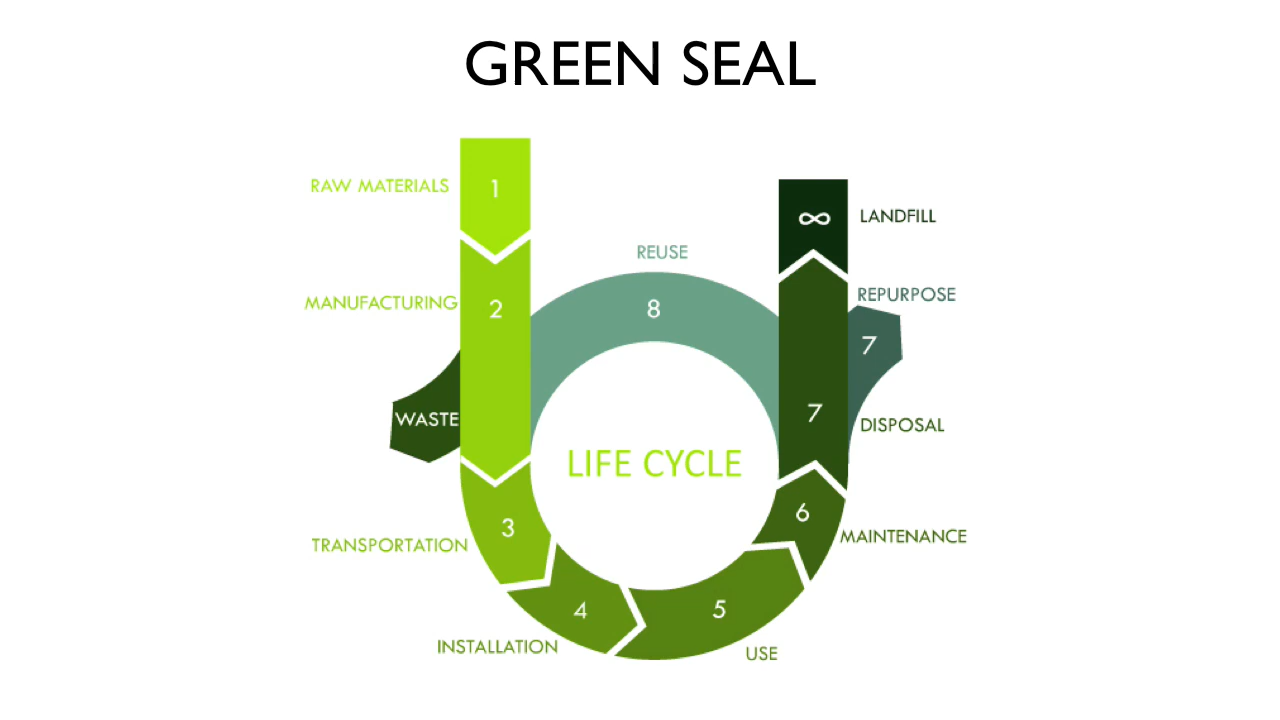 GREEN SEAL
RAW MATERIALS
1
MANUFACTURING
2
WASTE
TRANSPORTATION
3
INSTALLATION
4
5
USE
6
MAINTENANCE
7
DISPOSAL
7
REPURPOSE
∞
LANDFILL
REUSE
8
LIFE CYCLE